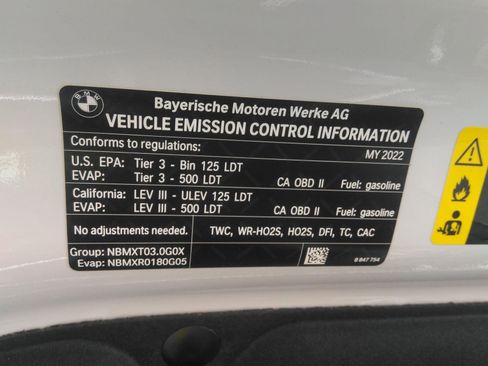 BMW
Bayerische Motoren Werke AG
VEHICLE EMISSION CONTROL INFORMATION
Conforms to regulations: MY 2022
U.S. EPA: Tier 3 - Bin 125 LDT
EVAP: Tier 3 - 500 LDT CA OBD II Fuel: gasoline
California: LEV III - ULEV 125 LDT
EVAP: LEV III - 500 LDT CA OBD II Fuel: gasoline
No adjustments needed. TWC, WR-HO2S, HO2S, DFI, TC, CAC
Group: NBMXT03.0G0X
Evap: NBMXR0180G05 8 847 754